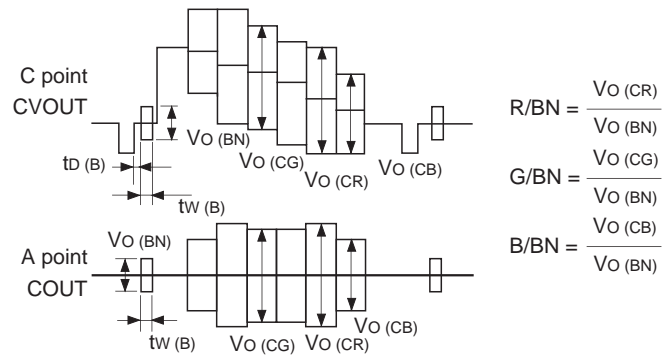 C point
CVOUT
VO (BN)
tD (B)
tW (B)
VO (CG)
VO (CR)
VO (CB)
R/BN = VO (CR)
VO (BN)
G/BN = VO (CG)
VO (BN)
B/BN = VO (CB)
VO (BN)
VO (BN)
A point
COUT
tW (B)
VO (CG)
VO (CR)
VO (CB)